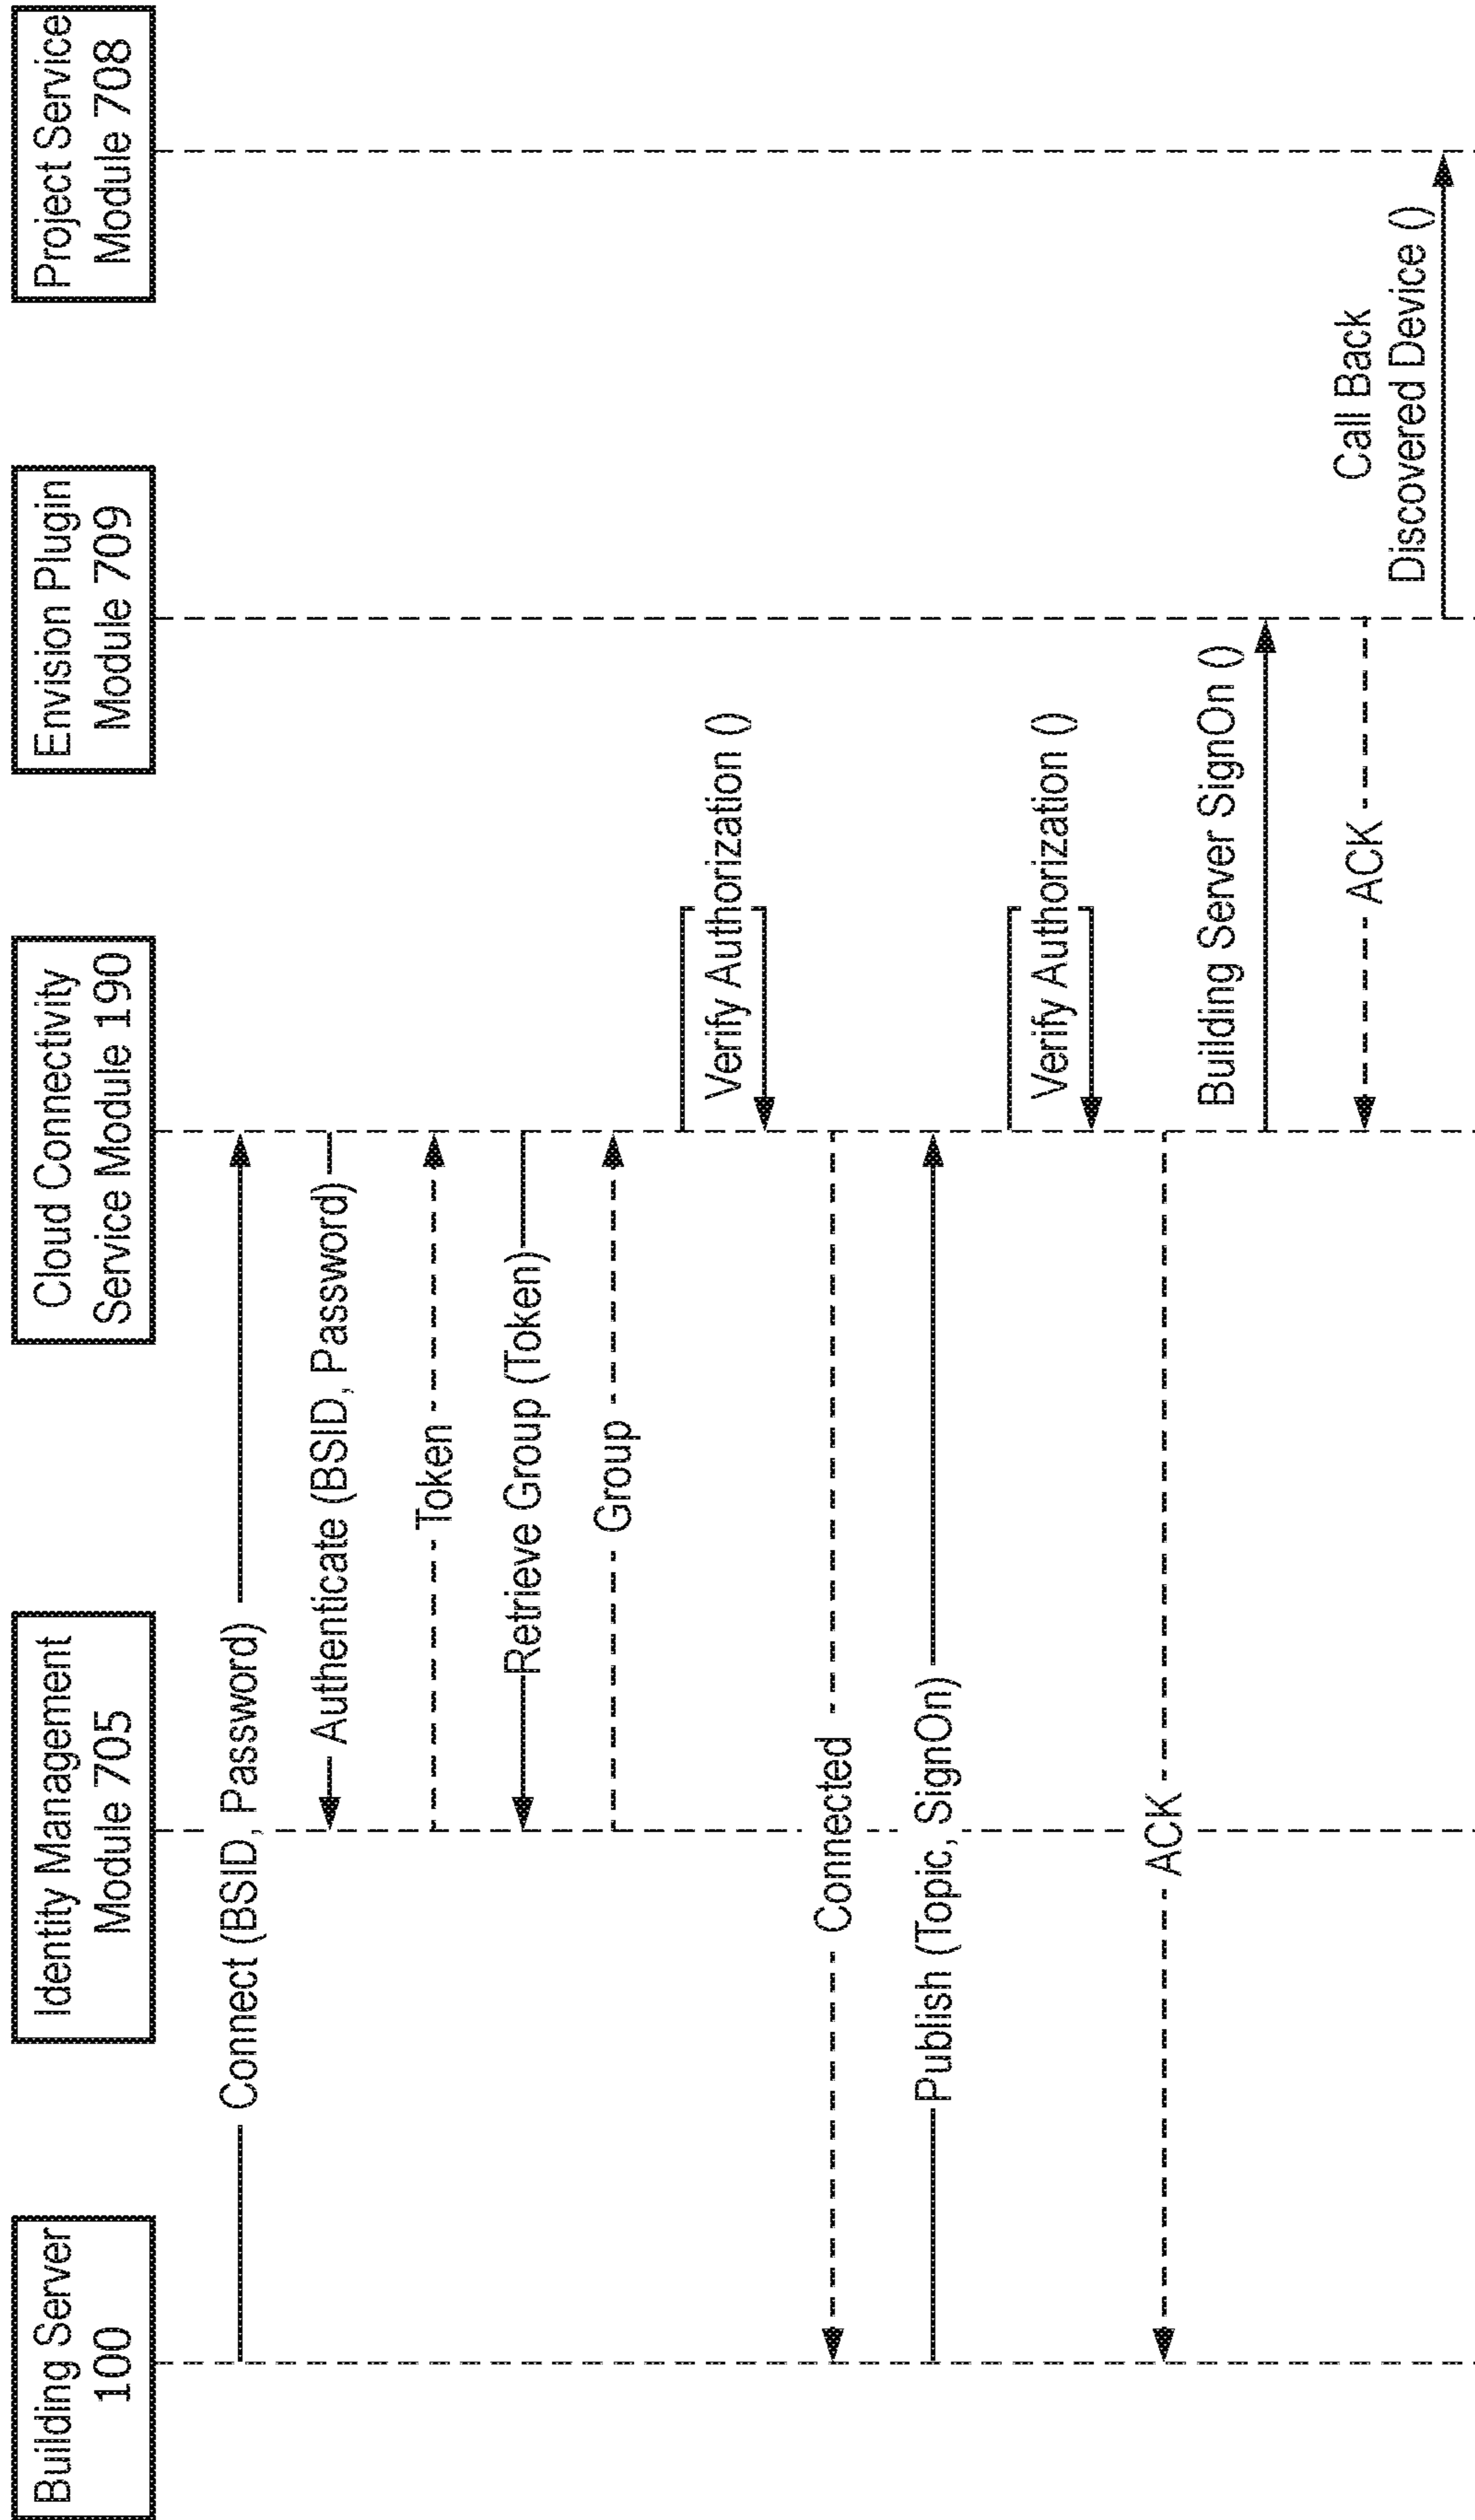 Building Server
100
Identity Management
Module 705
Cloud Connectivity
Service Module 190
Envision Plugin
Module 709
Project Service
Module 708
Connect (BSID, Password)
Authenticate (BSID, Password)
Token
Retrieve Group (Token)
Group
Verify Authorization ()
Connected
Publish (Topic, SignOn)
Verify Authorization ()
ACK
Building Server SignOn ()
ACK
Call Back
Discovered Device ()